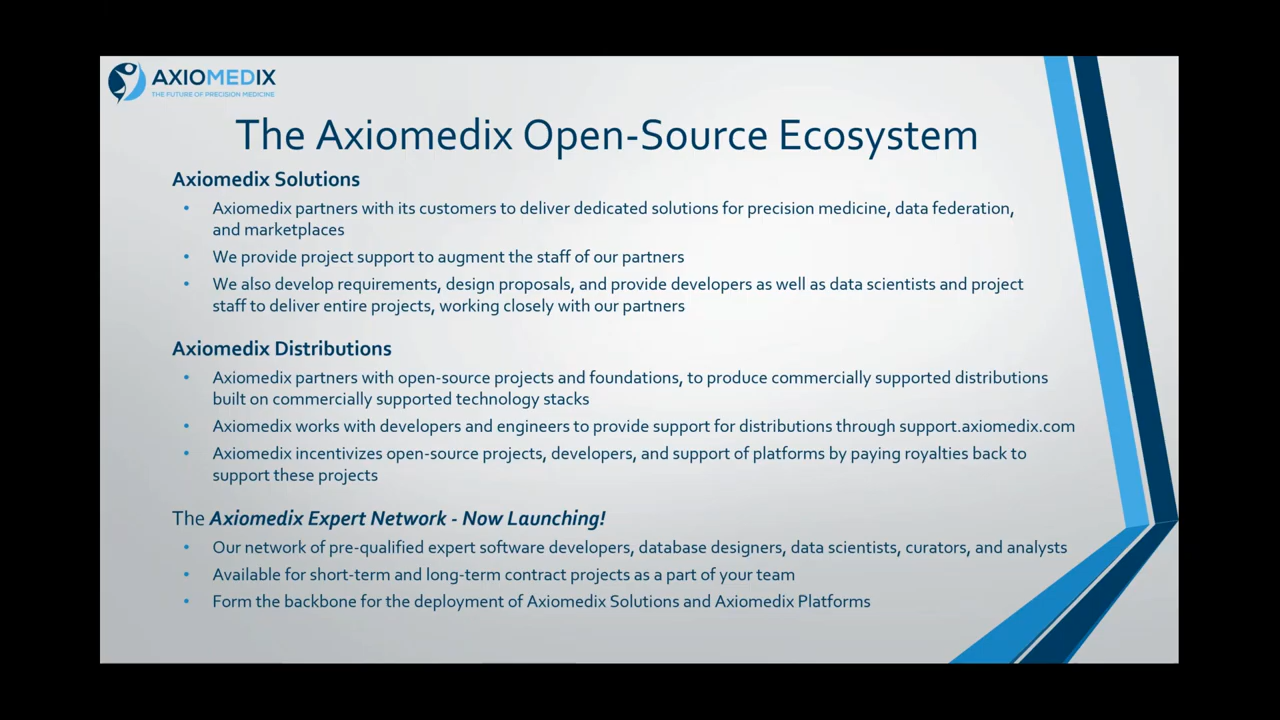 AXIOMEDIX
THE FUTURE OF PRECISION MEDICINE
The Axiomedix Open-Source Ecosystem
Axiomedix Solutions
• Axiomedix partners with its customers to deliver dedicated solutions for precision medicine, data federation,
and marketplaces
• We provide project support to augment the staff of our partners
• We also develop requirements, design proposals, and provide developers as well as data scientists and project
staff to deliver entire projects, working closely with our partners
Axiomedix Distributions
• Axiomedix partners with open-source projects and foundations, to produce commercially supported distributions
built on commercially supported technology stacks
• Axiomedix works with developers and engineers to provide support for distributions through support.axiomedix.com
• Axiomedix incentivizes open-source projects, developers, and support of platforms by paying royalties back to
support these projects
The Axiomedix Expert Network - Now Launching!
• Our network of pre-qualified expert software developers, database designers, data scientists, curators, and analysts
• Available for short-term and long-term contract projects as a part of your team
• Form the backbone for the deployment of Axiomedix Solutions and Axiomedix Platforms